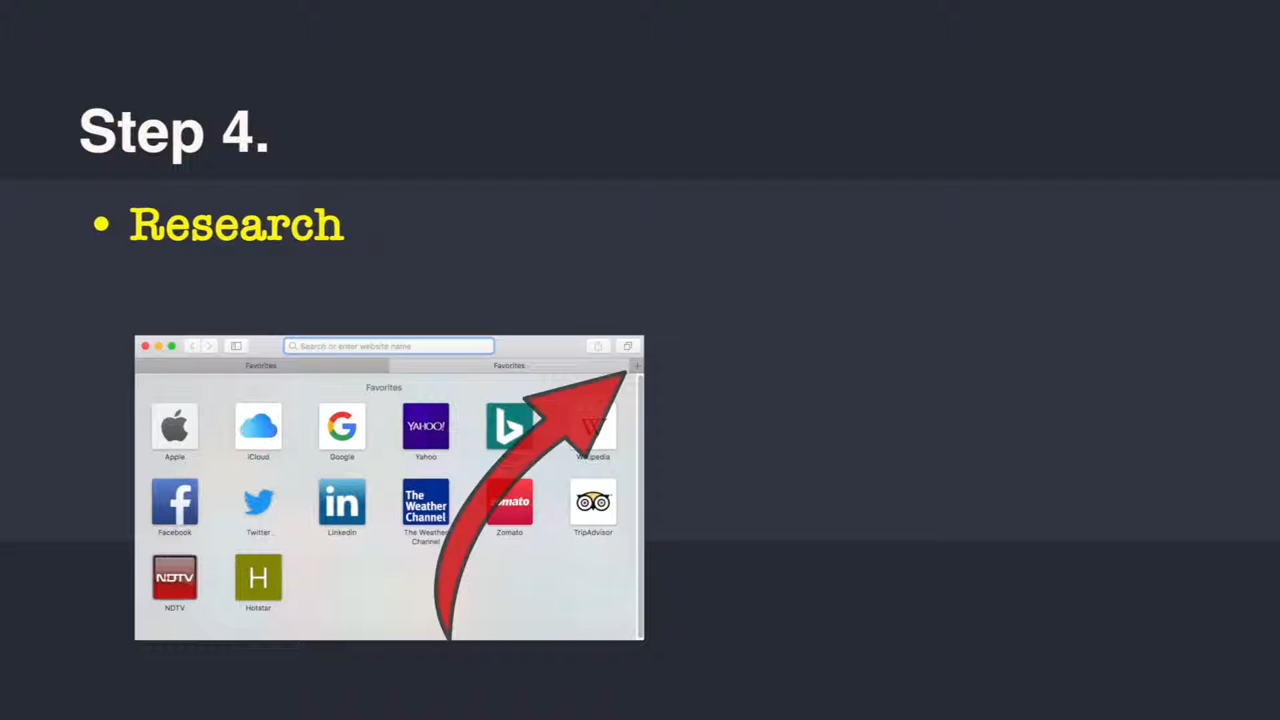 Step 4.
• Research
Search or enter website name
Favorites
Favorites
Favorites
YAHOO!
Apple
iCloud
Google
Yahoo
Wikipedia
The Weather Channel
Facebook
Twitter
LinkedIn
The Weather Channel
Zomato
TripAdvisor
NDTV
H
NDTV
Hotstar